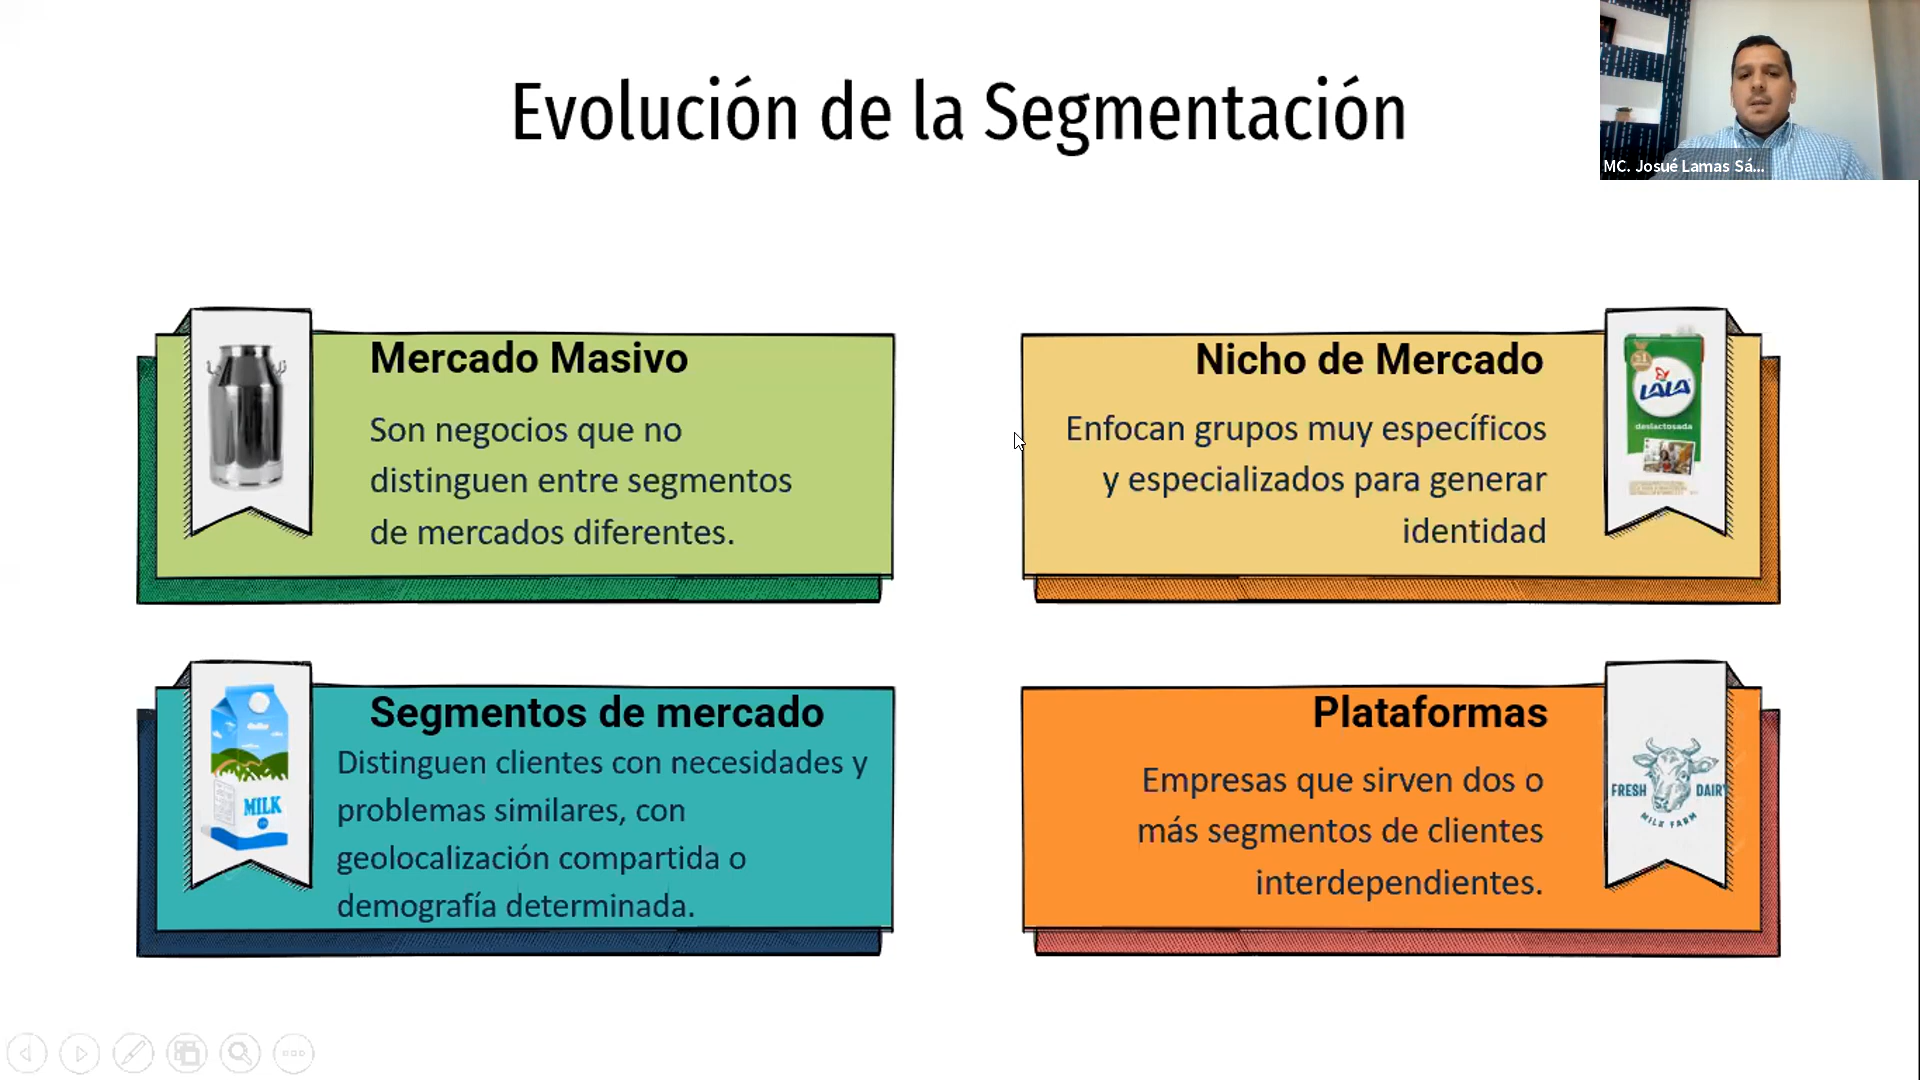 Evolución de la Segmentación
MC. Josué Lamas Sá...
Mercado Masivo
Son negocios que no
distinguen entre segmentos
de mercados diferentes.
Nicho de Mercado
Enfocan grupos muy específicos
y especializados para generar
identidad
LALA
deslactosada
Segmentos de mercado
Distinguen clientes con necesidades y
problemas similares, con
geolocalización compartida o
demografía determinada.
MILK
Plataformas
Empresas que sirven dos o
más segmentos de clientes
interdependientes.
FRESH DAIRY
MILK FARM